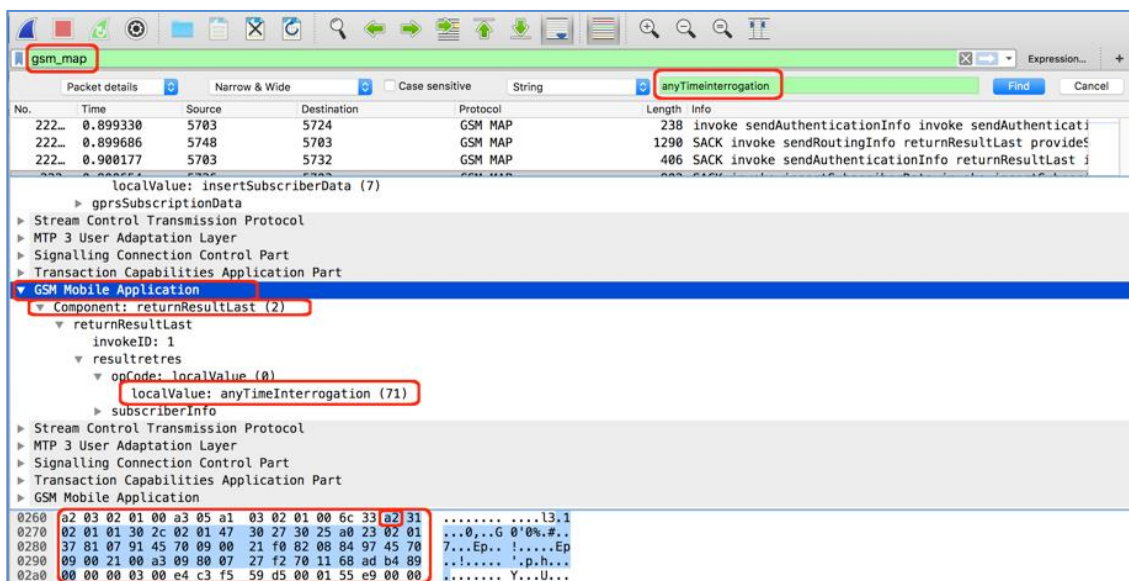 gsm_map Expression... +
Packet details Narrow & Wide Case sensitive String anyTimeinterrogation Find Cancel
No. Time Source Destination Protocol Length Info
222… 0.899330 5703 5724 GSM MAP 238 invoke sendAuthenticationInfo invoke sendAuthenticati
222… 0.899686 5748 5703 GSM MAP 1290 SACK invoke sendRoutingInfo returnResultLast provideS
222… 0.900177 5703 5732 GSM MAP 406 SACK invoke sendAuthenticationInfo returnResultLast i
localValue: insertSubscriberData (7)
gprsSubscriptionData
Stream Control Transmission Protocol
MTP 3 User Adaptation Layer
Signalling Connection Control Part
Transaction Capabilities Application Part
GSM Mobile Application
Component: returnResultLast (2)
returnResultLast
invokeID: 1
resultretres
opCode: localValue (0)
localValue: anyTimeInterrogation (71)
subscriberInfo
Stream Control Transmission Protocol
MTP 3 User Adaptation Layer
Signalling Connection Control Part
Transaction Capabilities Application Part
GSM Mobile Application
0260 a2 03 02 01 00 a3 05 a1 03 02 01 00 6c 33 a2 31 ........ ....l3.1
0270 02 01 01 30 2c 02 01 47 30 27 30 25 a0 23 02 01 ...0,..G 0'0%.#..
0280 37 81 07 91 45 70 09 00 21 f0 82 08 84 97 45 70 7...Ep.. !.....Ep
0290 09 00 21 00 a3 09 80 07 27 f2 70 11 68 ad b4 89 ..!..... '.p.h...
02a0 00 00 00 03 00 e4 c3 f5 59 d5 00 01 55 e9 00 00 ........ Y...U...